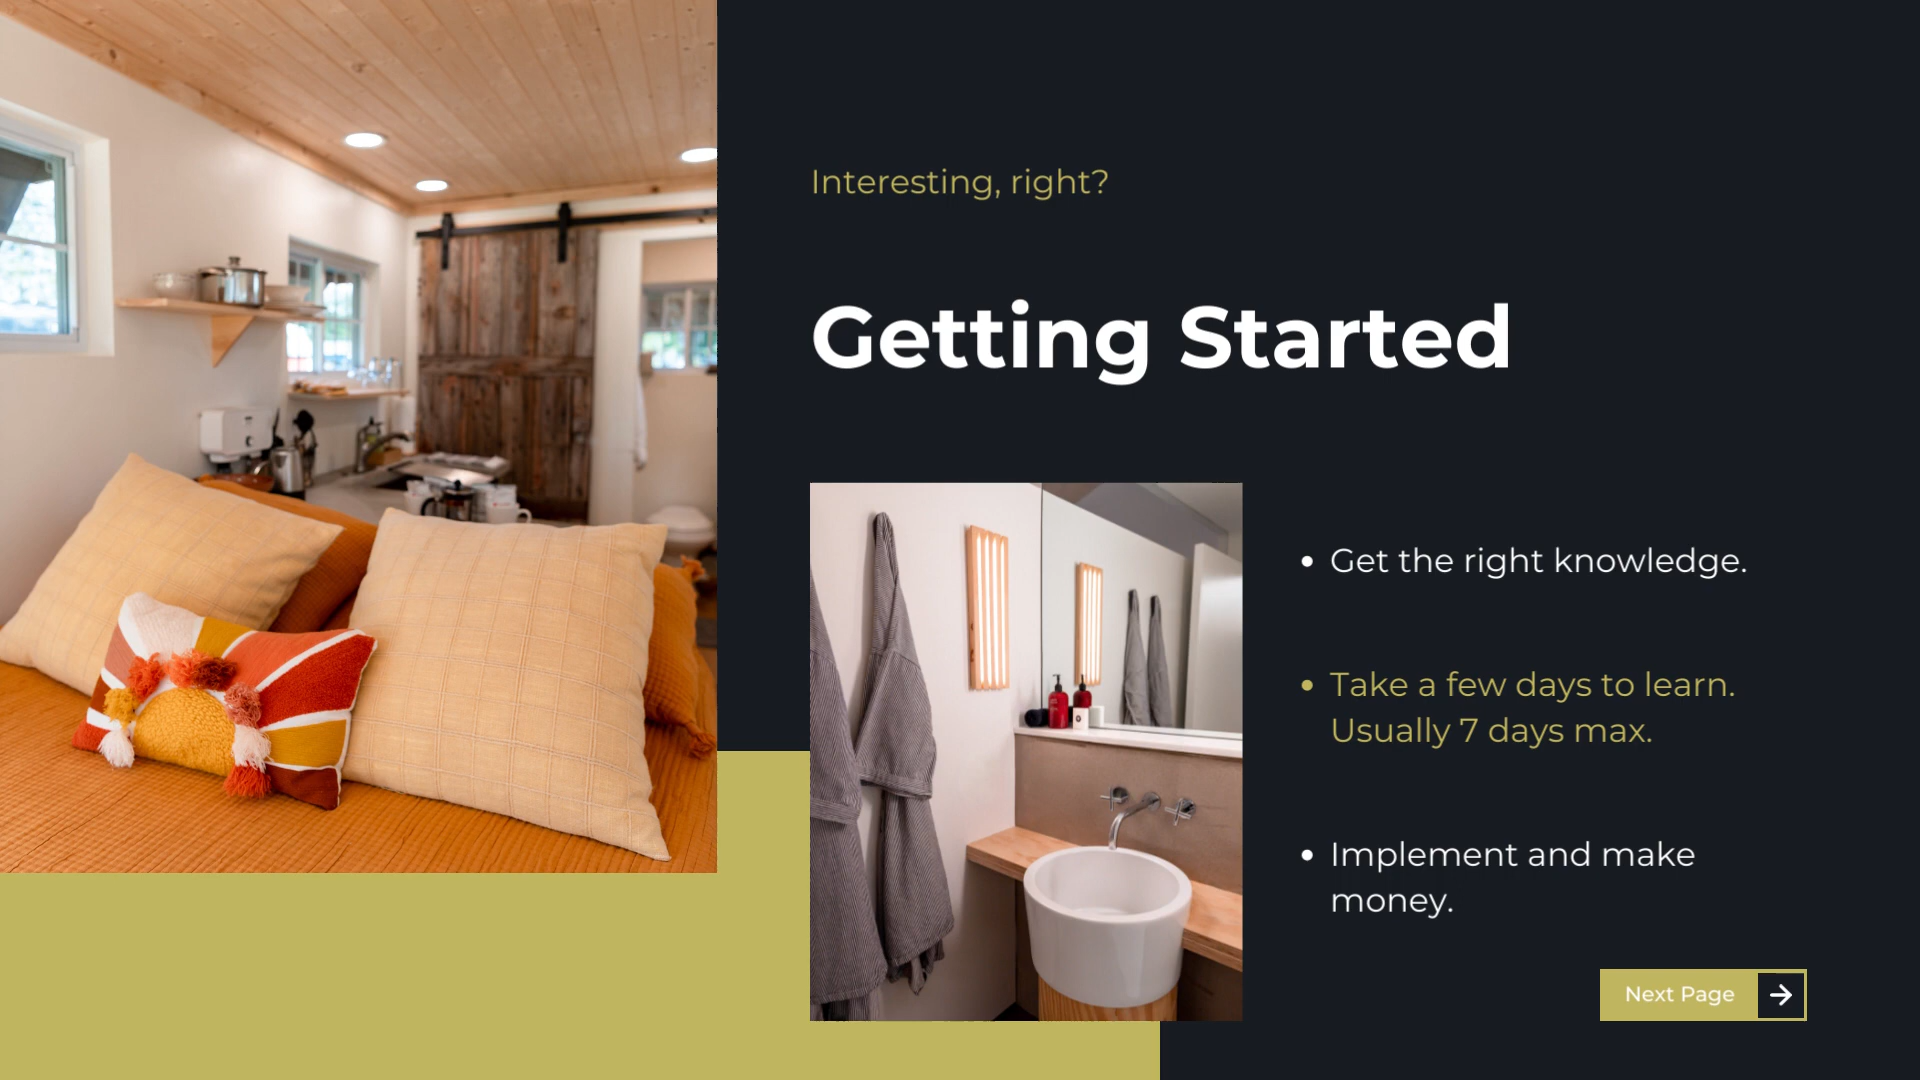 Interesting, right?
Getting Started
• Get the right knowledge.
• Take a few days to learn.
Usually 7 days max.
• Implement and make
money.
Next Page